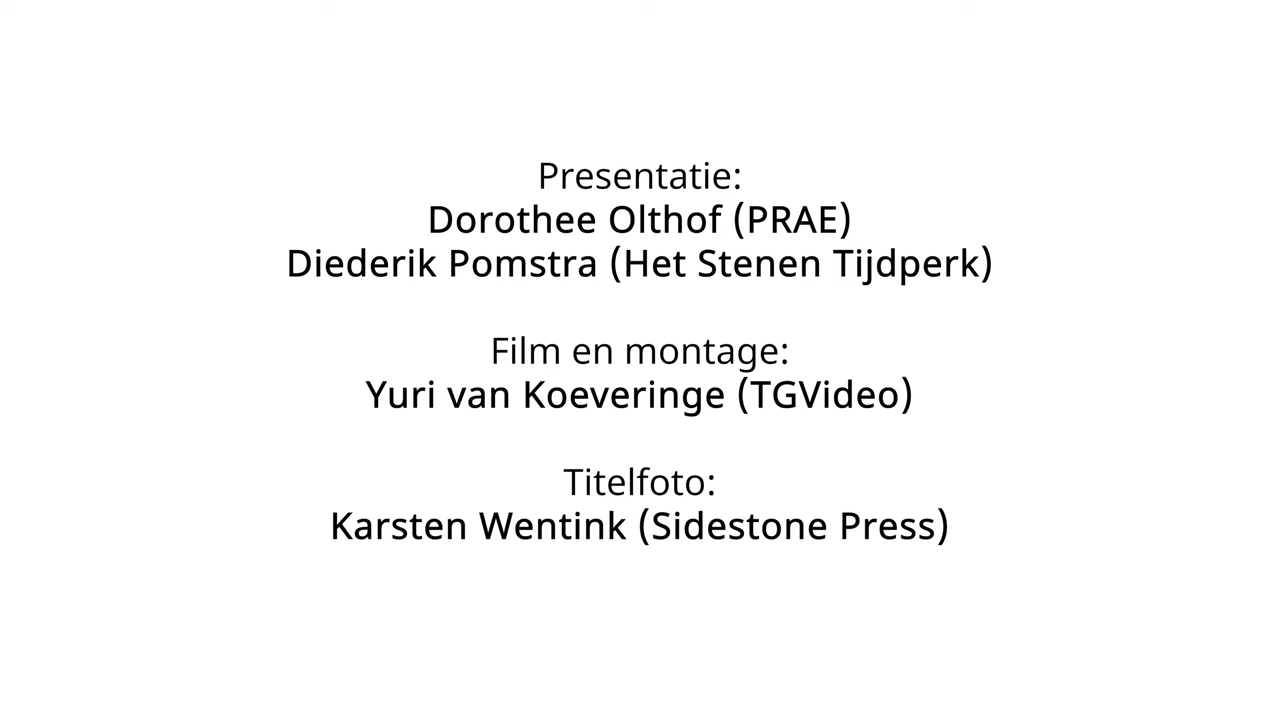 Presentatie:
Dorothee Olthof (PRAE)
Diederik Pomstra (Het Stenen Tijdperk)
Film en montage:
Yuri van Koeveringe (TGVideo)
Titelfoto:
Karsten Wentink (Sidestone Press)